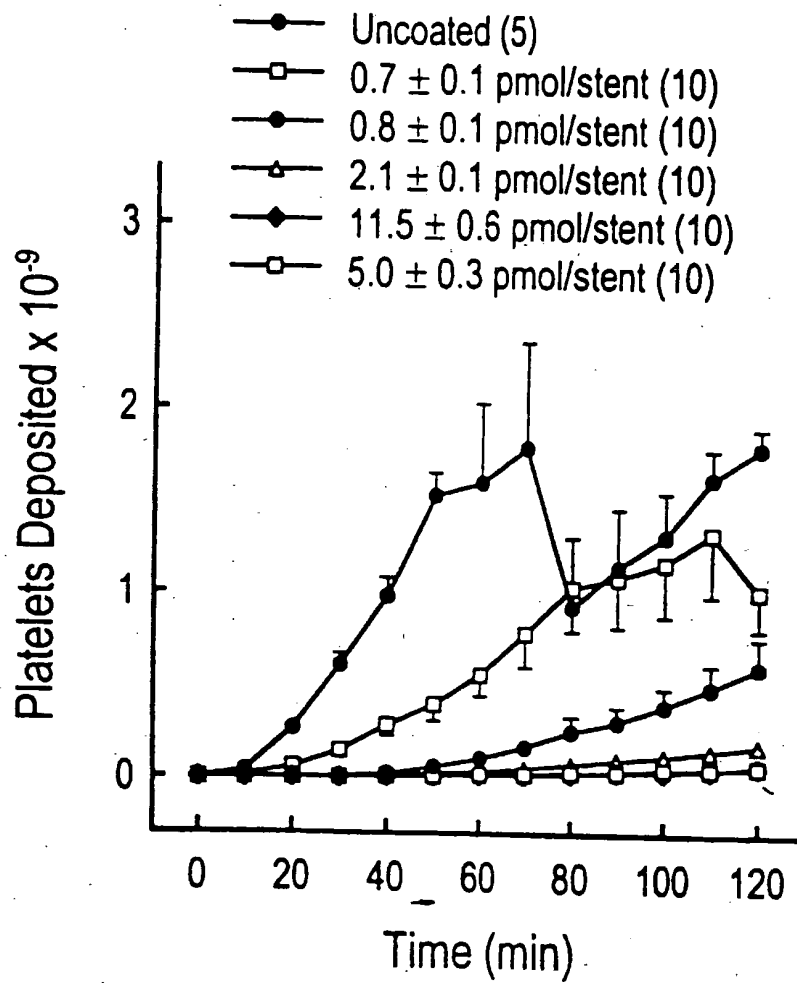 Uncoated (5)
0.7 ± 0.1 pmol/stent (10)
0.8 ± 0.1 pmol/stent (10)
2.1 ± 0.1 pmol/stent (10)
11.5 ± 0.6 pmol/stent (10)
5.0 ± 0.3 pmol/stent (10)
Platelets Deposited x 10⁻⁹
3
2
1
0
0 20 40 60 80 100 120
Time (min)